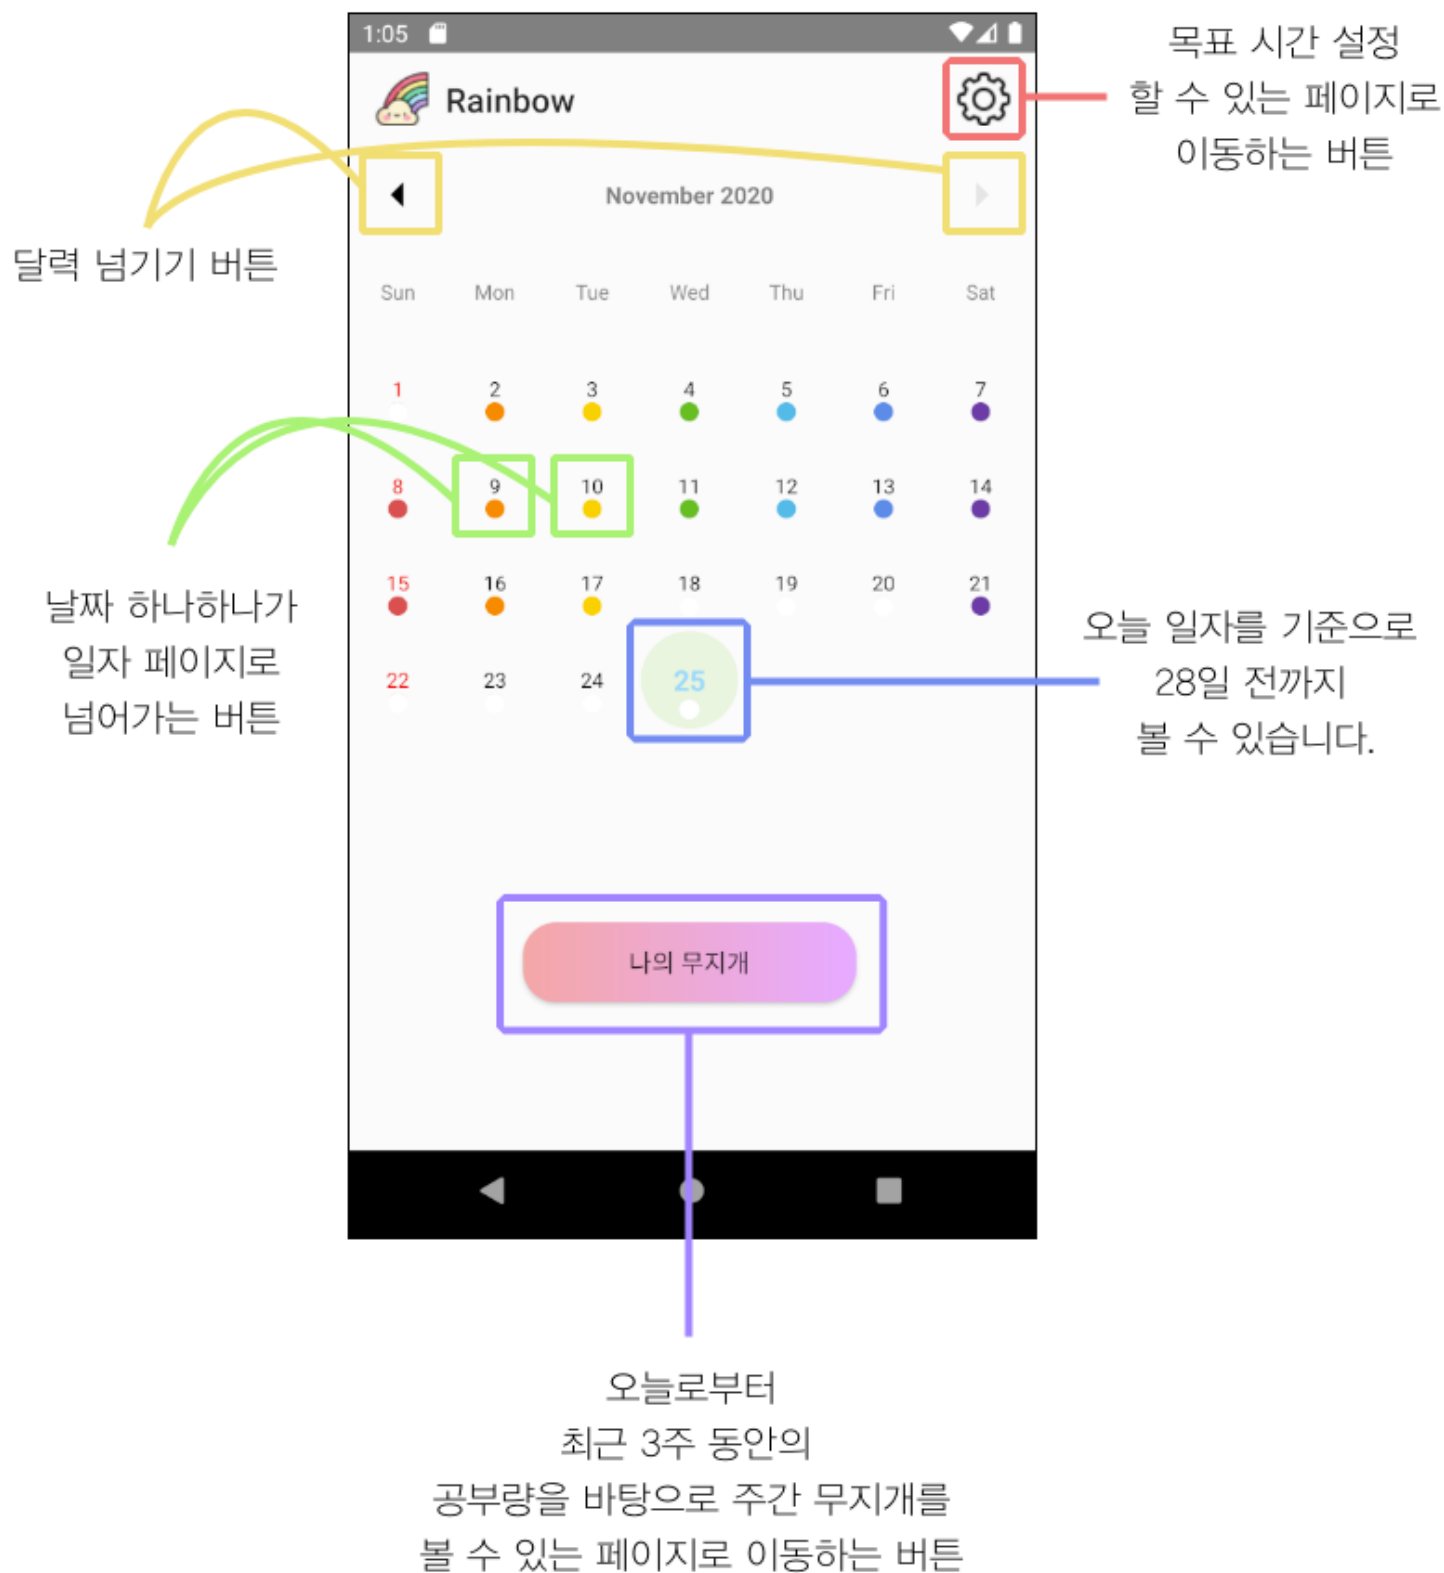 1:05
목표 시간 설정
할 수 있는 페이지로
이동하는 버튼
Rainbow
November 2020
달력 넘기기 버튼
Sun Mon Tue Wed Thu Fri Sat
1 2 3 4 5 6 7
8 9 10 11 12 13 14
15 16 17 18 19 20 21
22 23 24 25
날짜 하나하나가
일자 페이지로
넘어가는 버튼
오늘 일자를 기준으로
28일 전까지
볼 수 있습니다.
나의 무지개
오늘로부터
최근 3주 동안의
공부량을 바탕으로 주간 무지개를
볼 수 있는 페이지로 이동하는 버튼